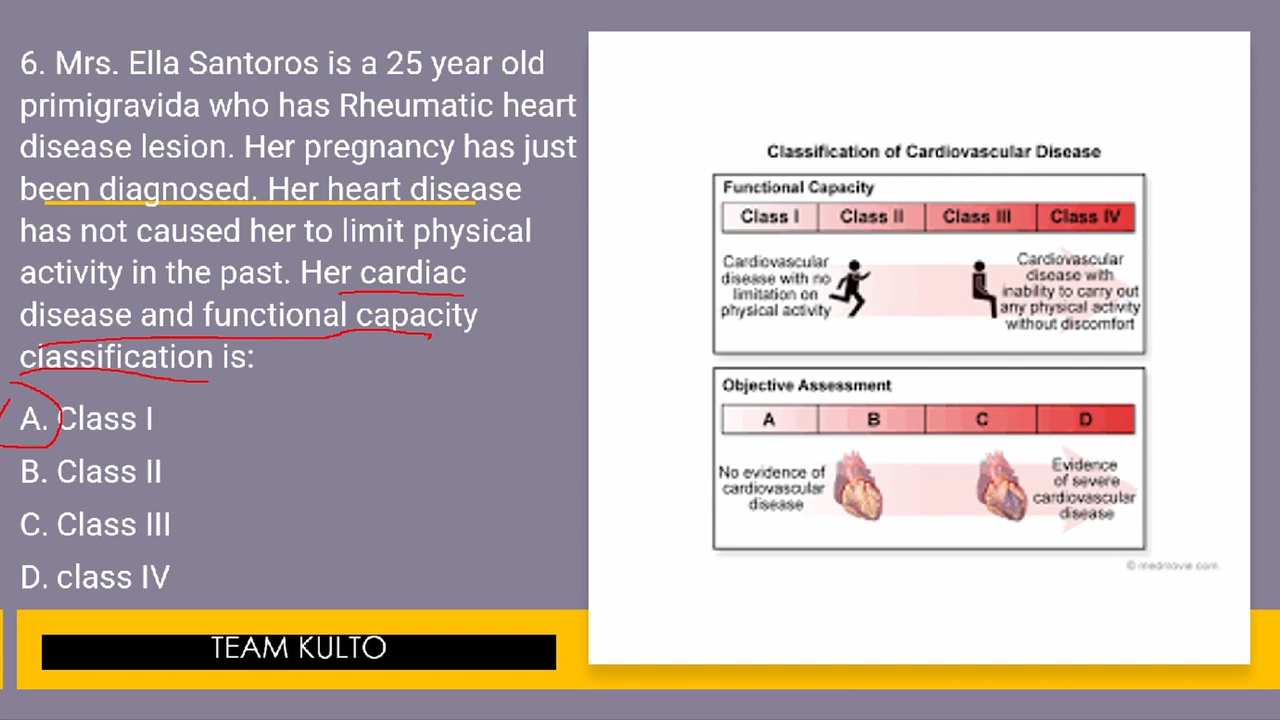 6. Mrs. Ella Santoros is a 25 year old
primigravida who has Rheumatic heart
disease lesion. Her pregnancy has just
been diagnosed. Her heart disease
has not caused her to limit physical
activity in the past. Her cardiac
disease and functional capacity
classification is:
A. Class I
B. Class II
C. Class III
D. class IV
TEAM KULTO
Classification of Cardiovascular Disease
Functional Capacity
Class I Class II Class III Class IV
Cardiovascular
disease with no
limitation on
physical activity
Cardiovascular
disease with
inability to carry out
any physical activity
without discomfort
Objective Assessment
A B C D
No evidence of
cardiovascular
disease
Evidence
of severe
cardiovascular
disease
© medmovie.com